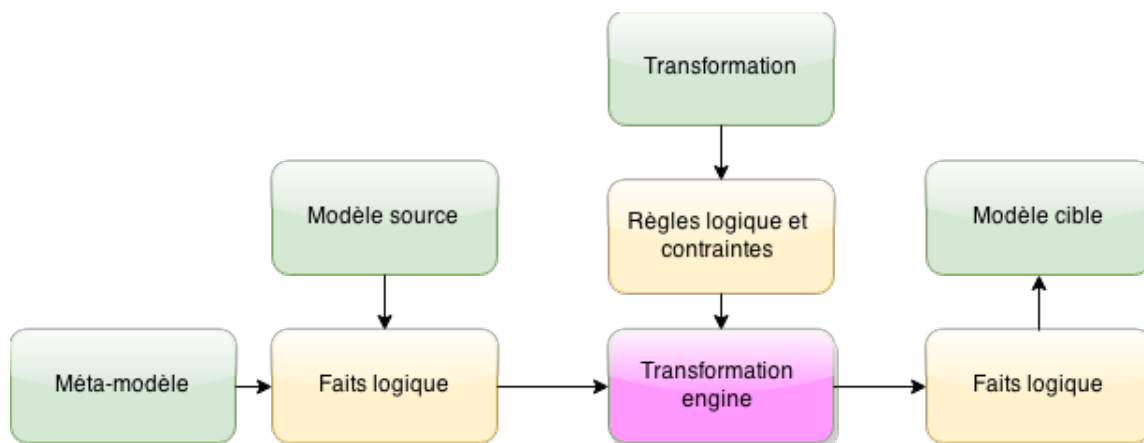 Transformation
Modèle source
Règles logique et
contraintes
Modèle cible
Méta-modèle
Faits logique
Transformation
engine
Faits logique